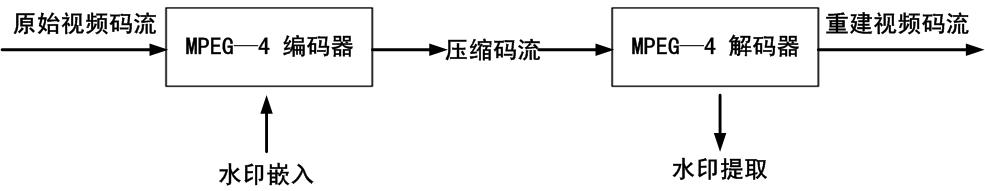 原始视频码流
MPEG—4 编码器
压缩码流
MPEG—4 解码器
重建视频码流
水印嵌入
水印提取